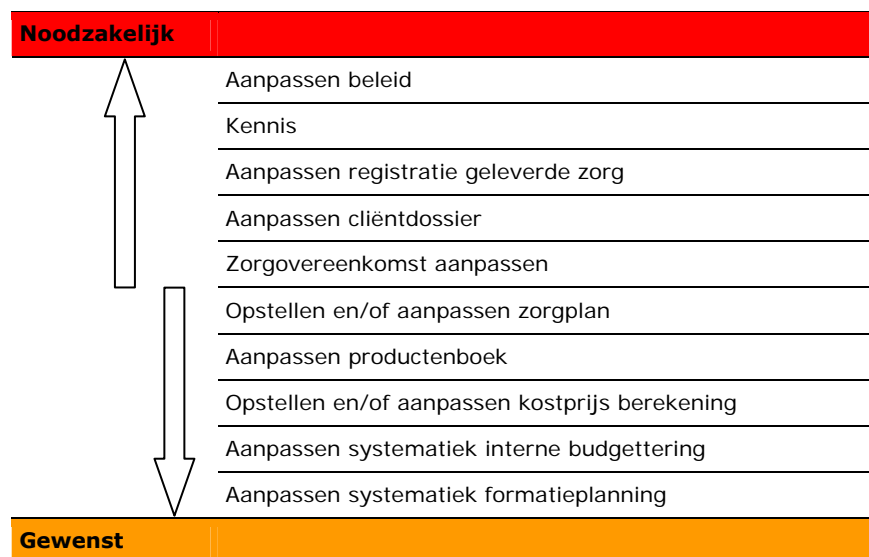 Noodzakelijk
Aanpassen beleid
Kennis
Aanpassen registratie geleverde zorg
Aanpassen cliëntdossier
Zorgovereenkomst aanpassen
Opstellen en/of aanpassen zorgplan
Aanpassen productenboek
Opstellen en/of aanpassen kostprijs berekening
Aanpassen systematiek interne budgettering
Aanpassen systematiek formatieplanning
Gewenst